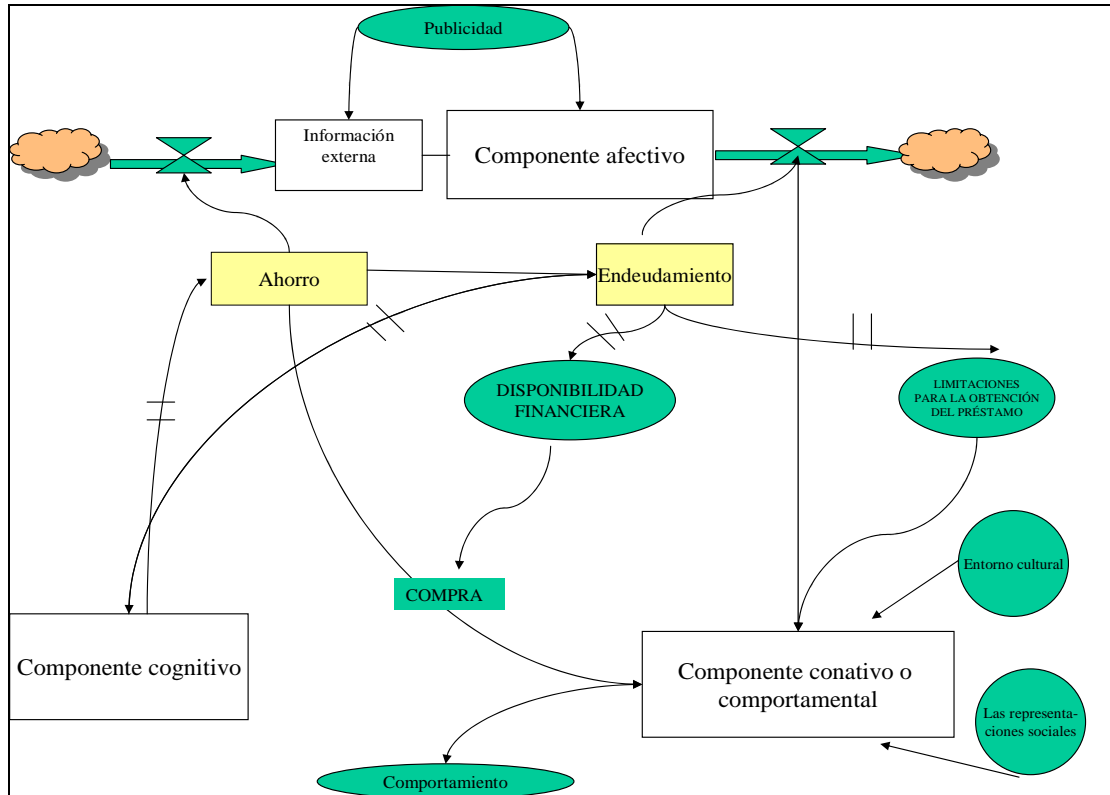 Publicidad
Información
externa
Componente afectivo
Ahorro
Endeudamiento
DISPONIBILIDAD
FINANCIERA
LIMITACIONES
PARA LA OBTENCIÓN
DEL PRÉSTAMO
Entorno cultural
COMPRA
Componente cognitivo
Componente conativo o
comportamental
Las representa-
ciones sociales
Comportamiento